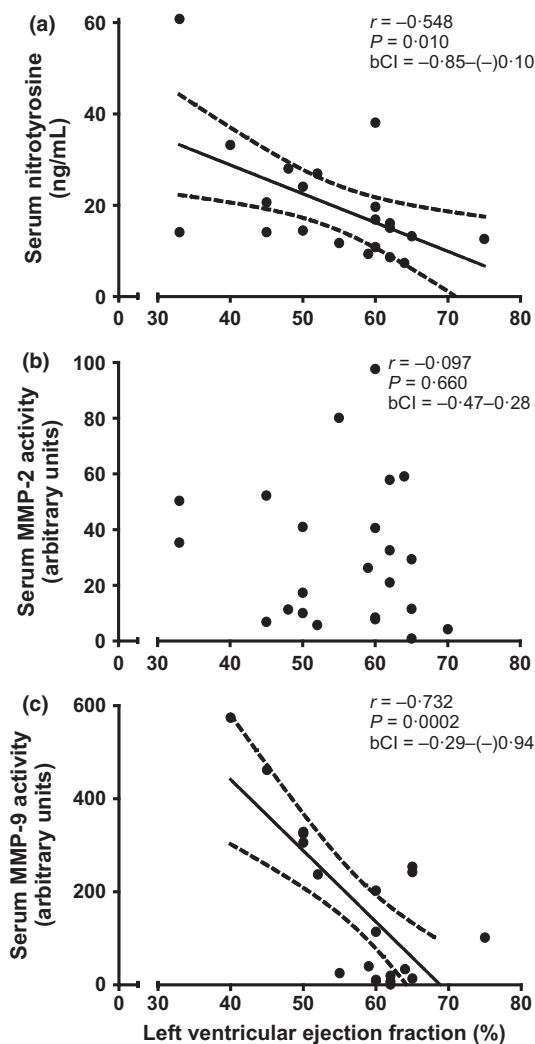 (a)
r = –0·548
P = 0·010
bCI = –0·85–(–)0·10
Serum nitrotyrosine
(ng/mL)
60
40
20
0
0 30 40 50 60 70 80
(b)
r = –0·097
P = 0·660
bCI = –0·47–0·28
Serum MMP-2 activity
(arbitrary units)
100
80
60
40
20
0
0 30 40 50 60 70 80
(c)
r = –0·732
P = 0·0002
bCI = –0·29–(–)0·94
Serum MMP-9 activity
(arbitrary units)
600
400
200
0
0 30 40 50 60 70 80
Left ventricular ejection fraction (%)